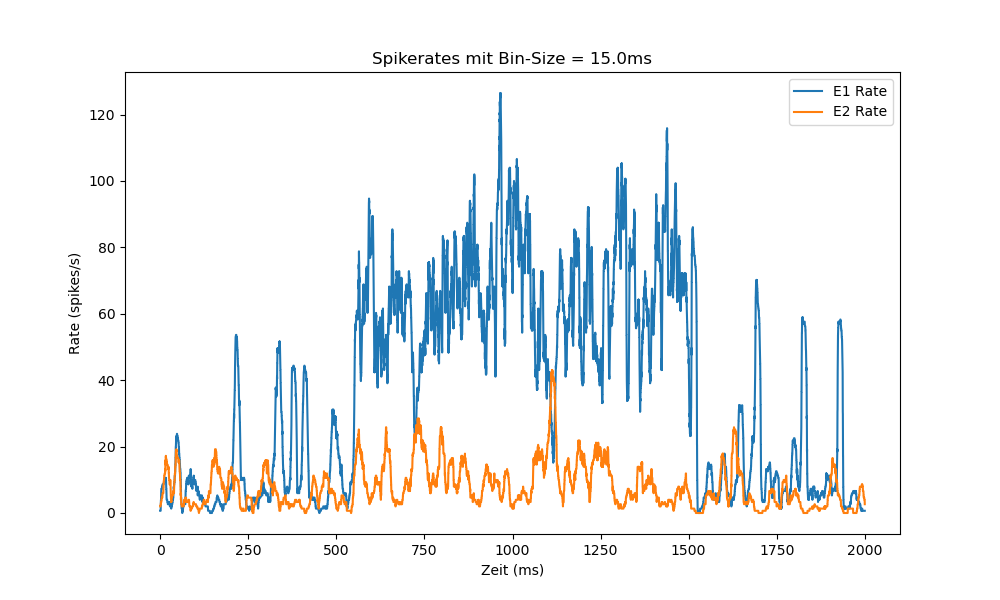 Spikerates mit Bin-Size = 15.0ms
E1 Rate
E2 Rate
120
100
80
60
40
20
0
Rate (spikes/s)
0 250 500 750 1000 1250 1500 1750 2000
Zeit (ms)